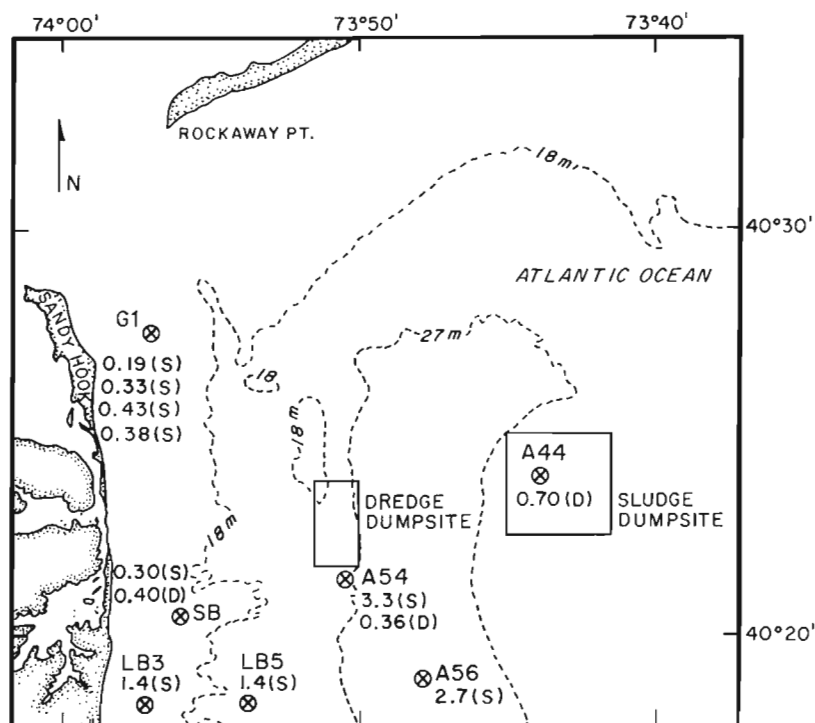 74°00' 73°50' 73°40'
ROCKAWAY PT.
N
18m
40°30'
ATLANTIC OCEAN
SANDY HOOK
G1
0.19(S)
0.33(S)
0.43(S)
0.38(S)
27m
18
18m
A44
0.70(D)
DREDGE
DUMPSITE
SLUDGE
DUMPSITE
18m
0.30(S)
0.40(D)
SB
A54
3.3(S)
0.36(D)
40°20'
LB3
1.4(S)
LB5
1.4(S)
A56
2.7(S)